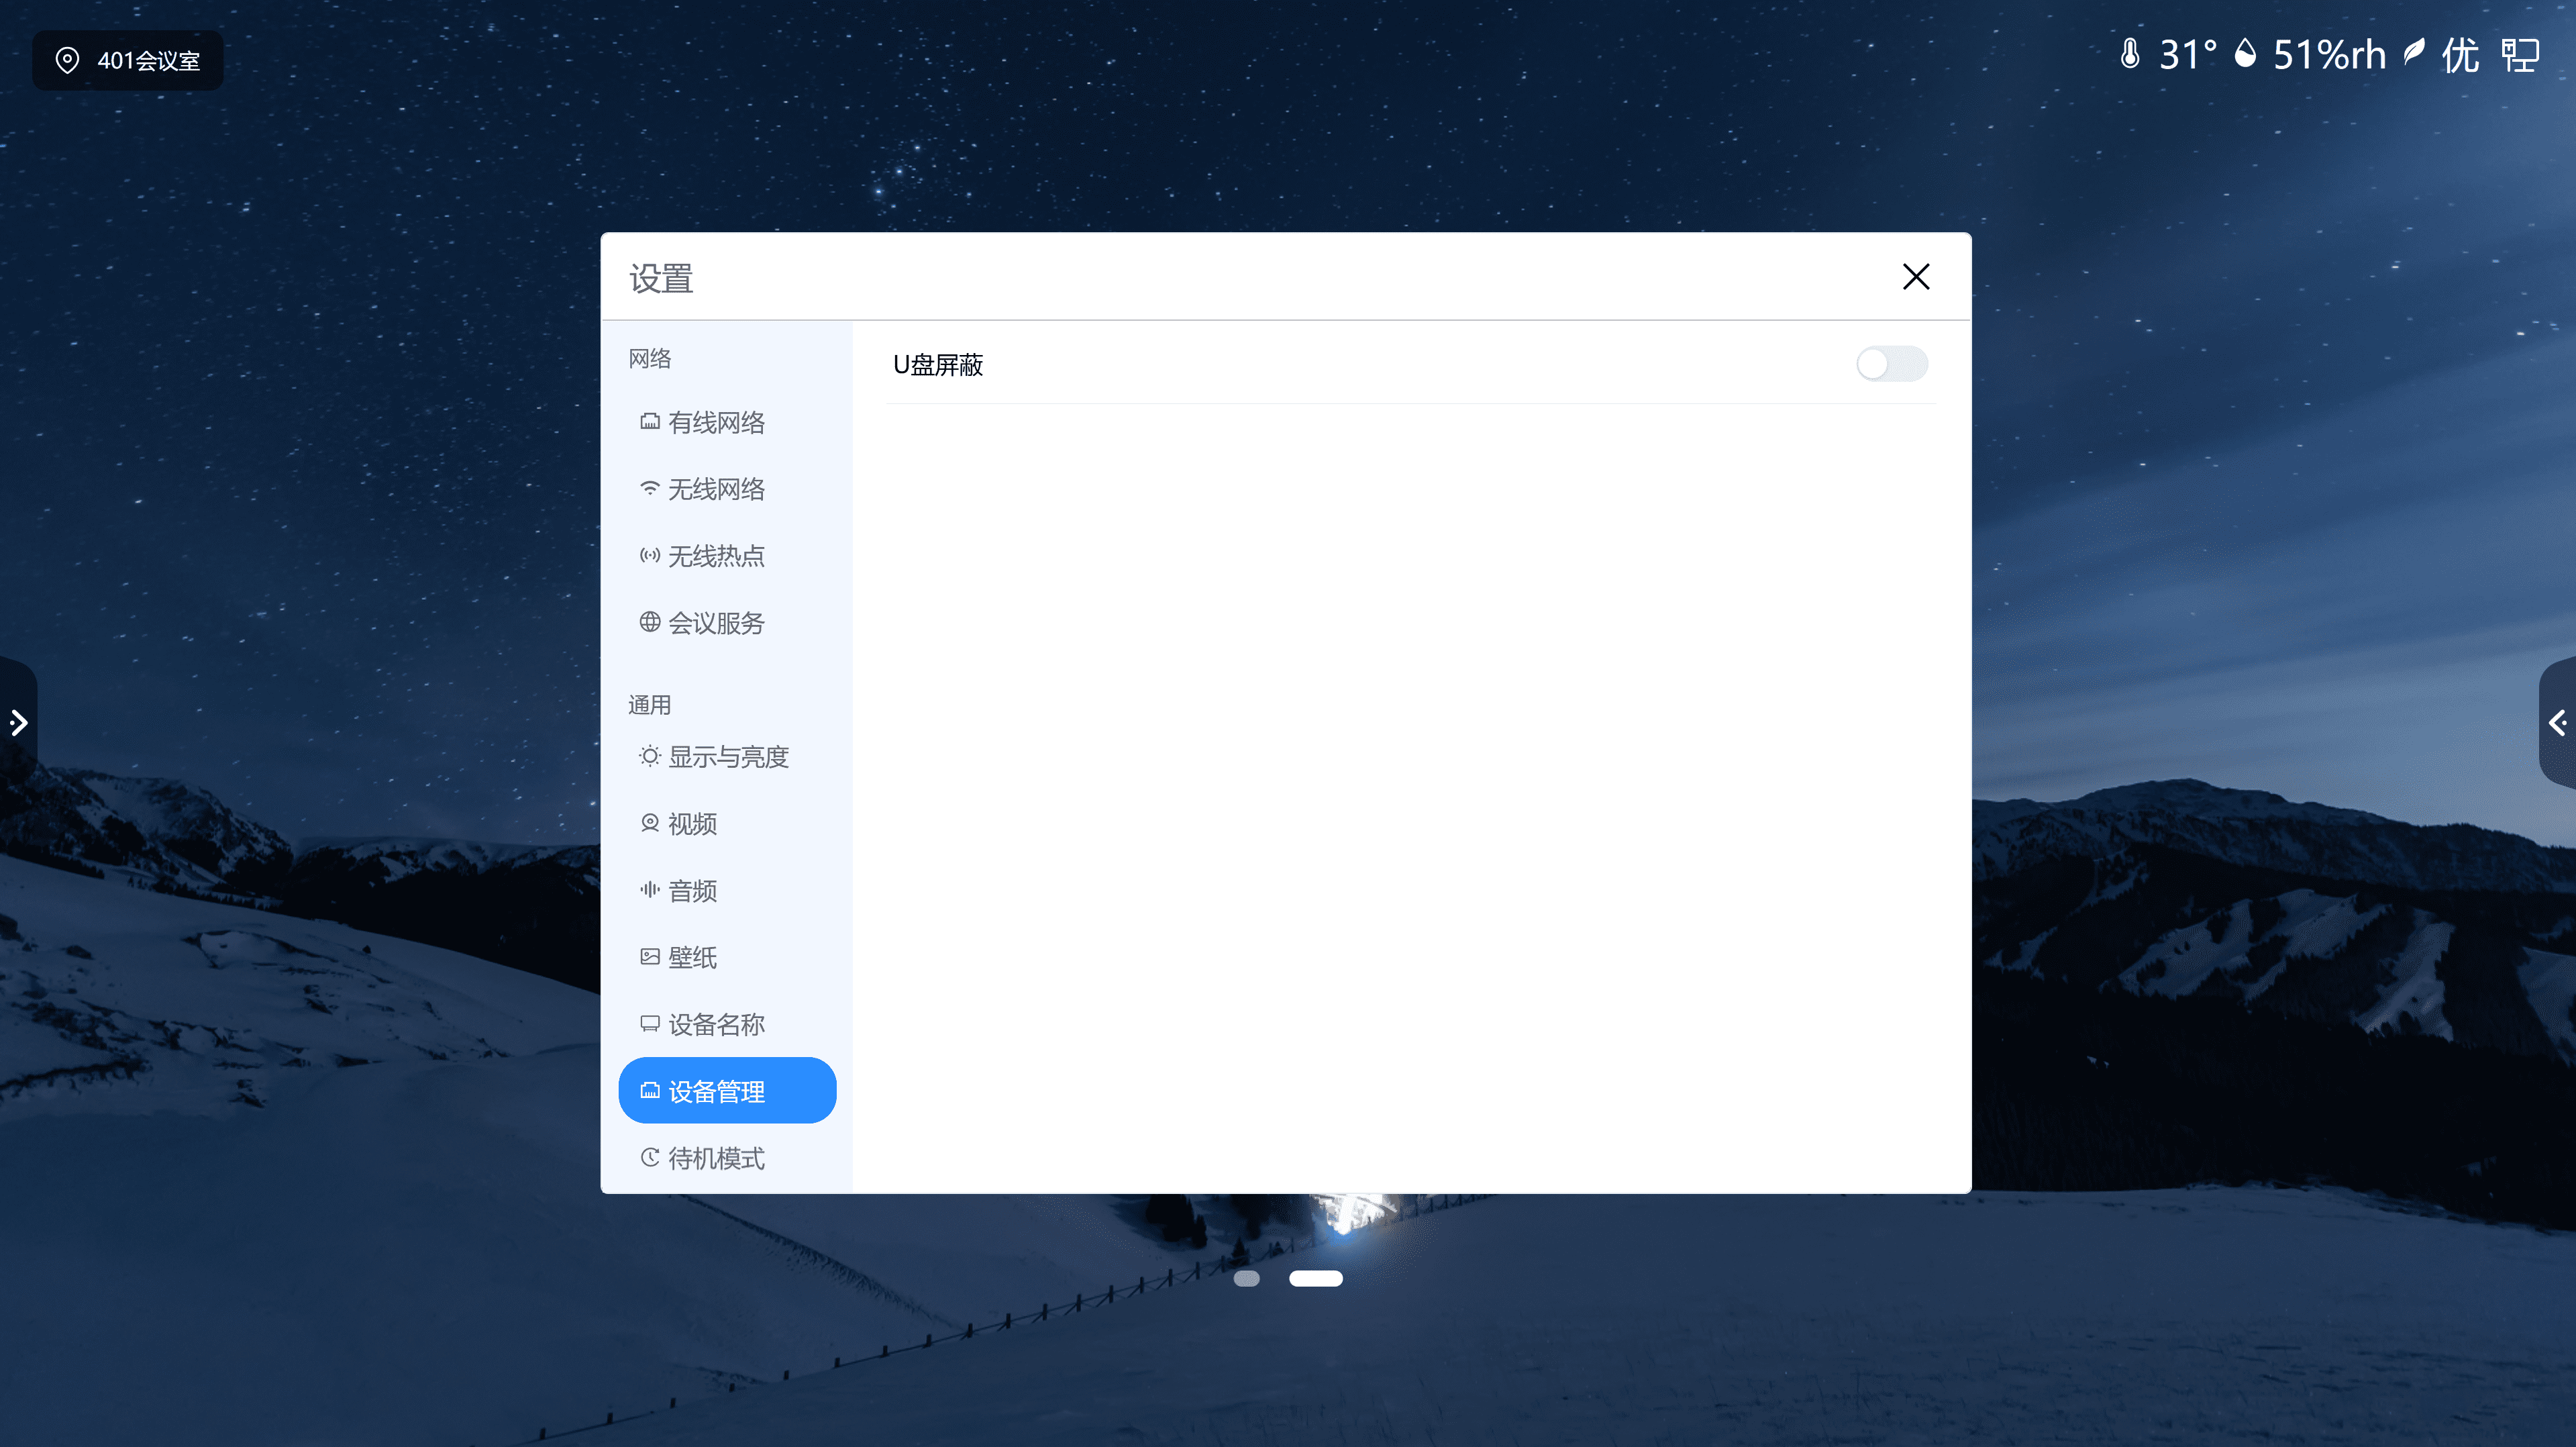 401会议室
31° 51%rh 优
设置
网络
有线网络
无线网络
无线热点
会议服务
通用
显示与亮度
视频
音频
壁纸
设备名称
设备管理
待机模式
U盘屏蔽